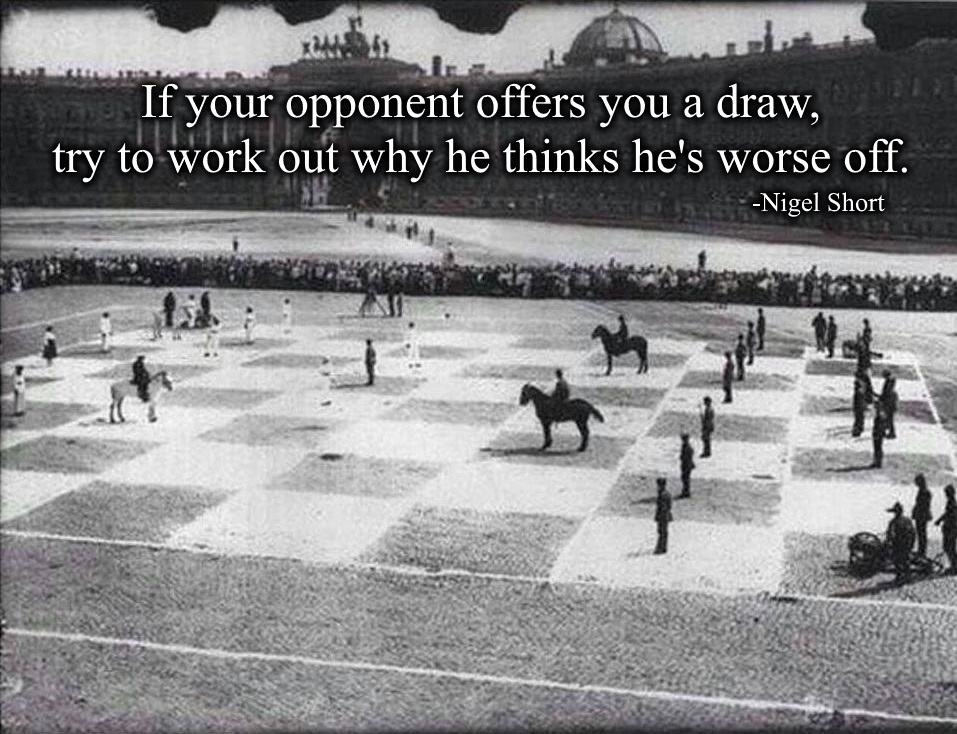 If your opponent offers you a draw,
try to work out why he thinks he's worse off.
-Nigel Short